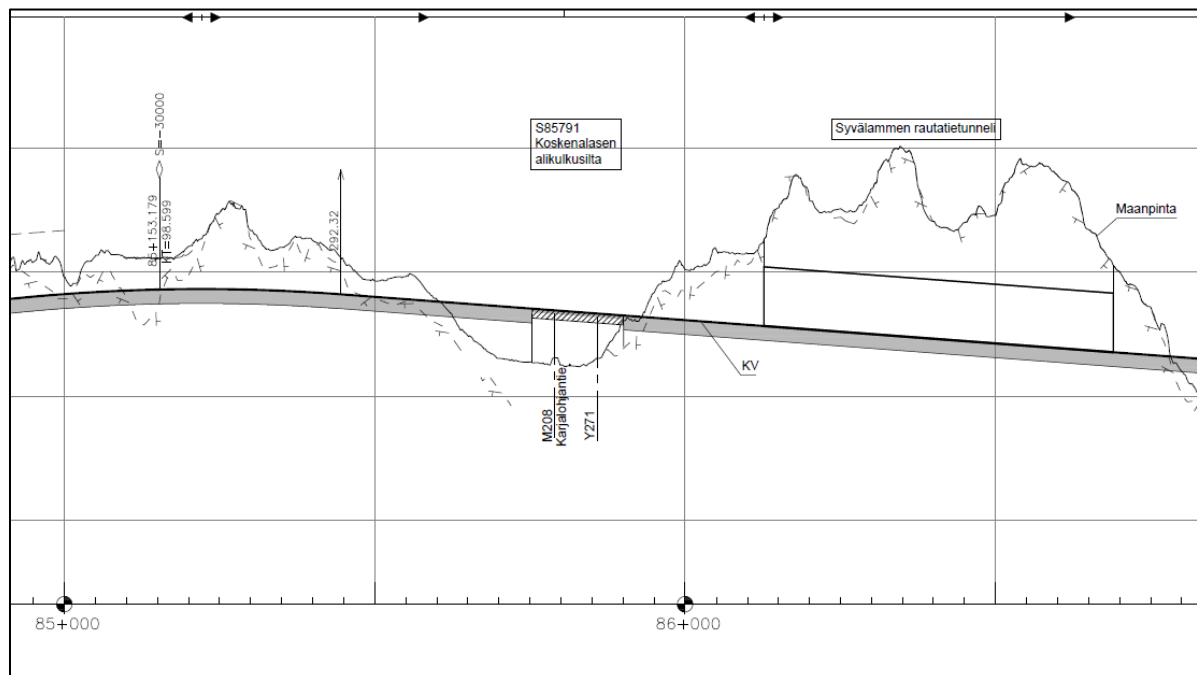 S=-30000
85+153.179
HT=98.599
292.32
S85791
Koskenalasen
alikulkusilta
Syvälammen rautatietunneli
Maanpinta
KV
M208
Karjalohjantie
Y271
85+000
86+000